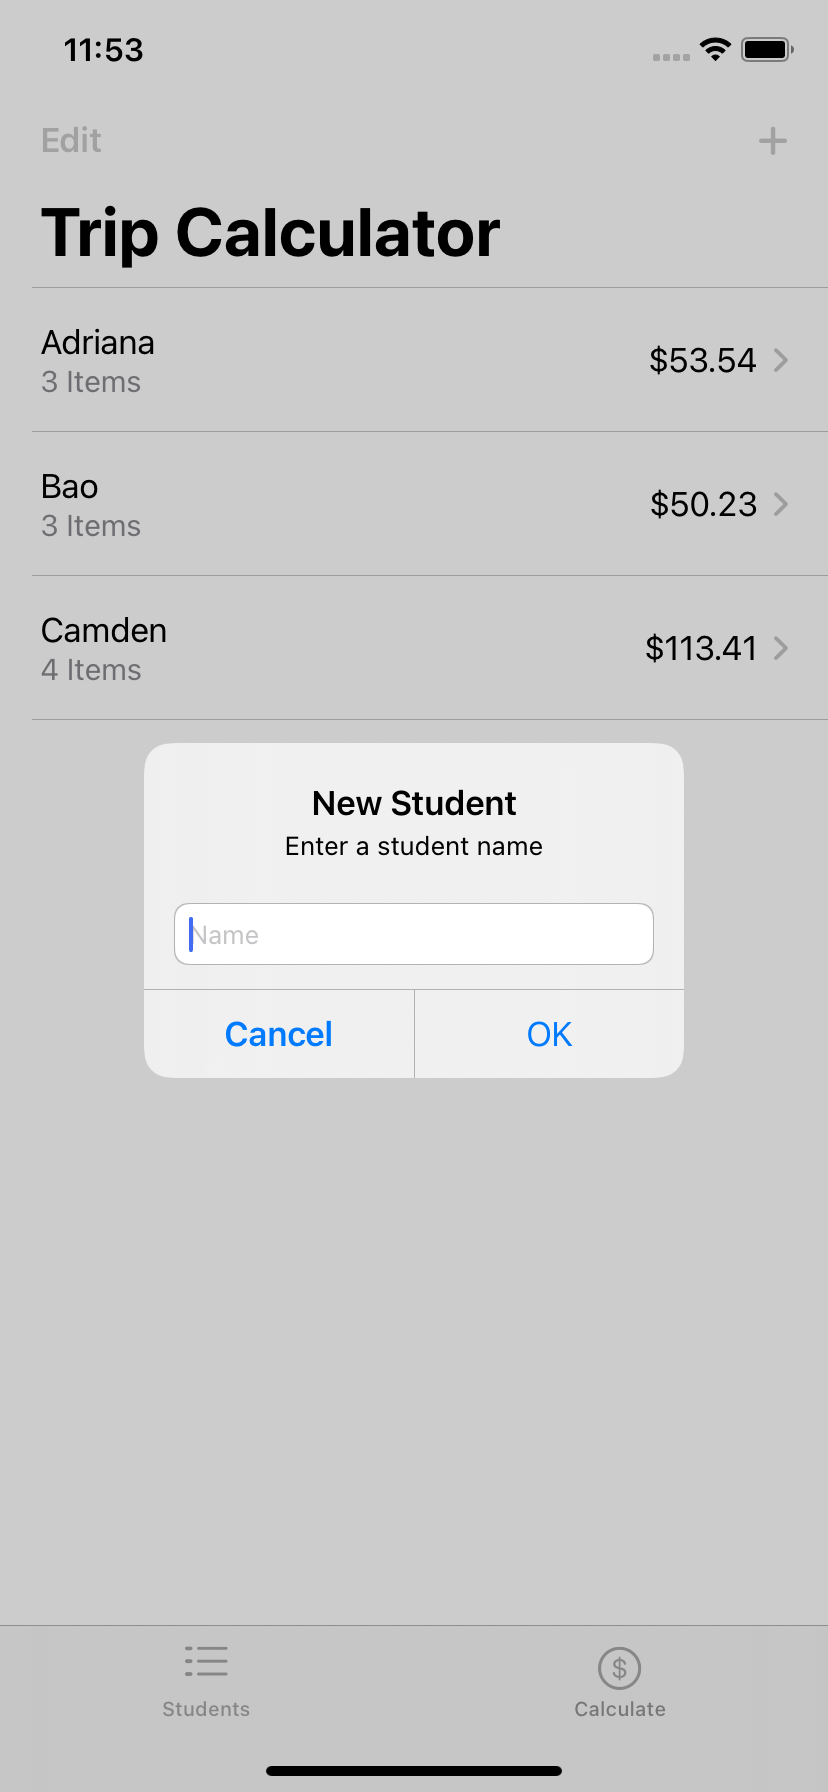 11:53
Edit
Trip Calculator
Adriana
3 Items
$53.54
Bao
3 Items
$50.23
Camden
4 Items
$113.41
New Student
Enter a student name
Name
Cancel
OK
$
Students
Calculate